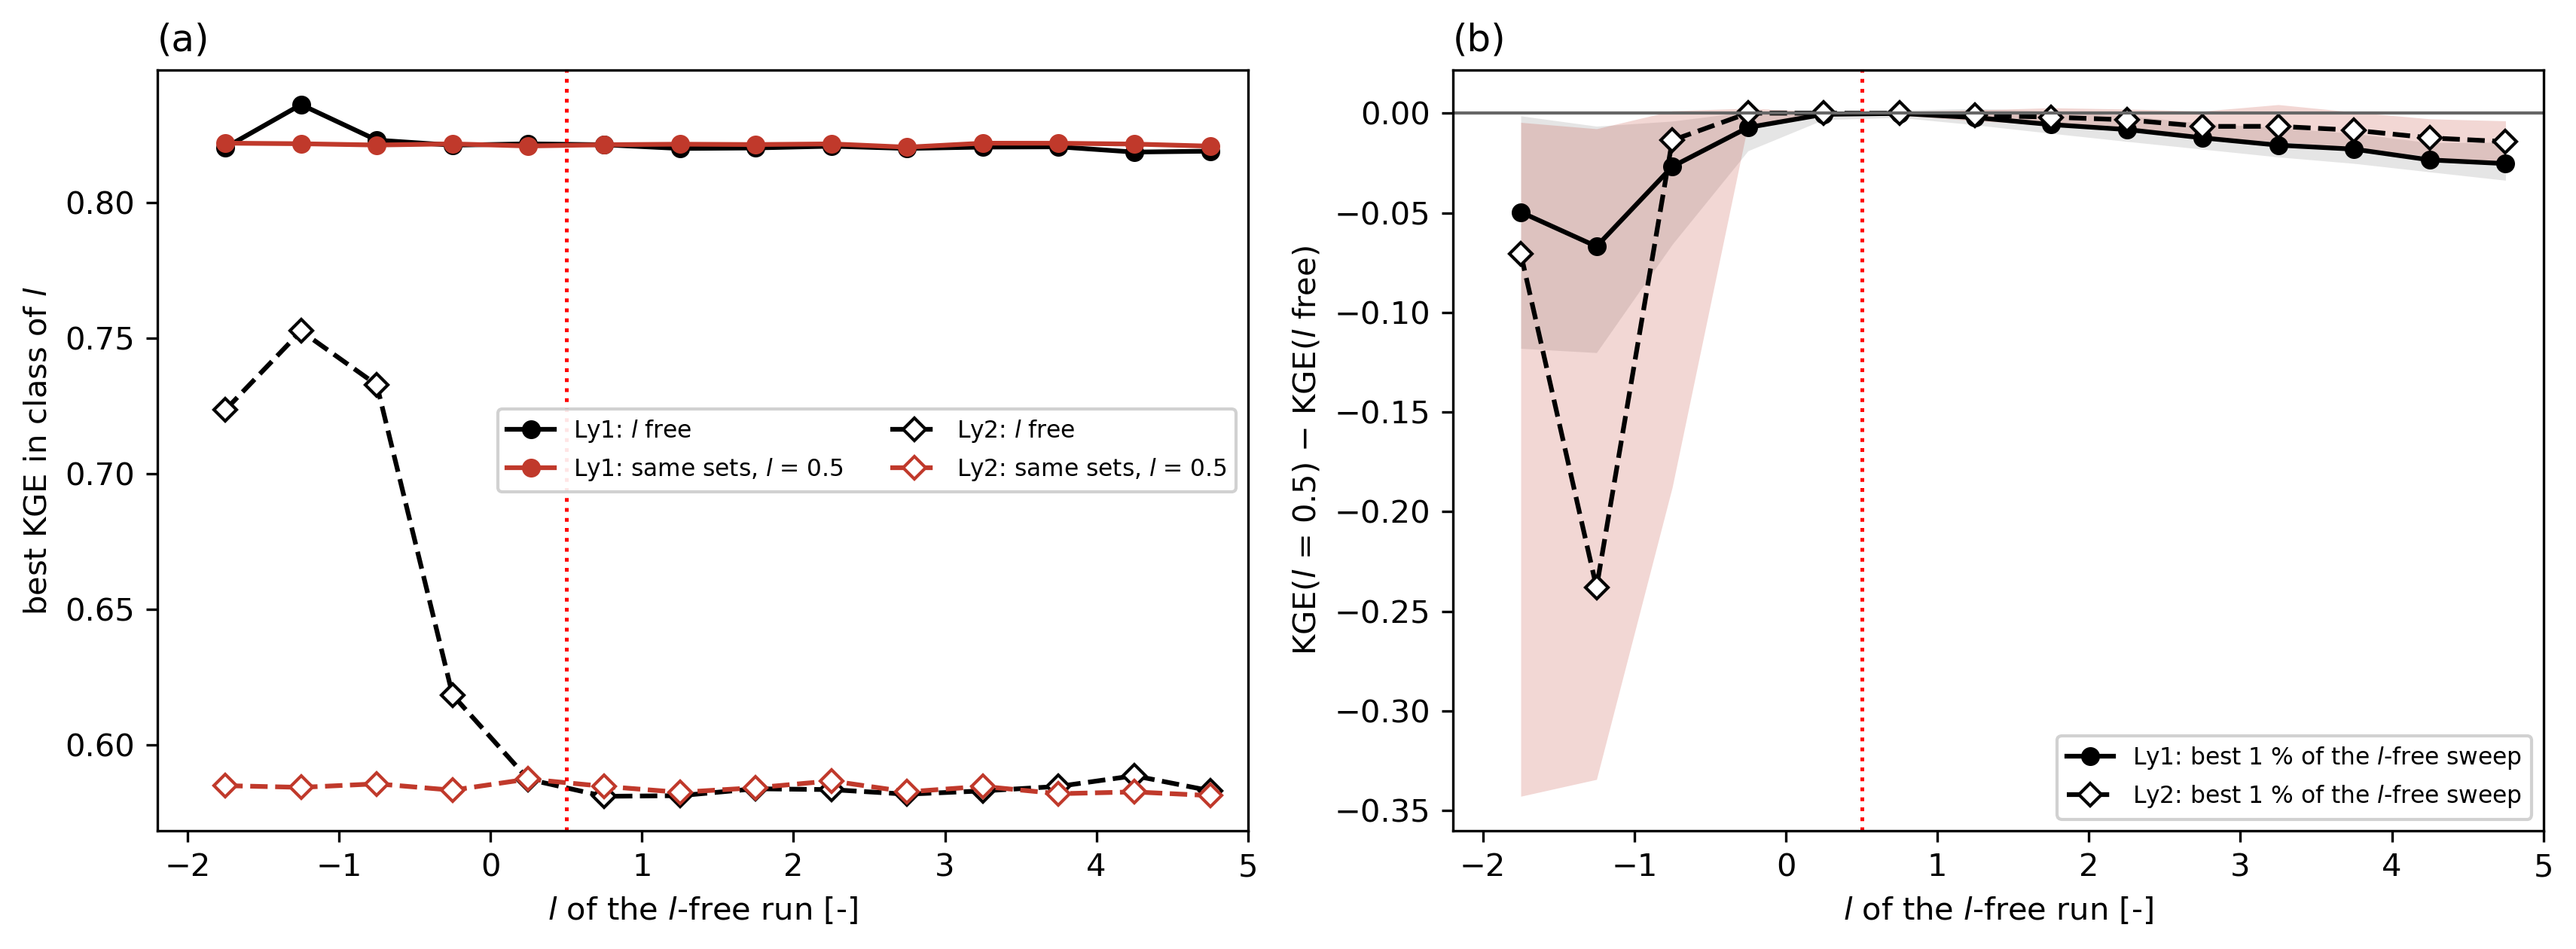 (a)
best KGE in class of l
0.80
0.75
0.70
0.65
0.60
Ly1: l free
Ly1: same sets, l = 0.5
Ly2: l free
Ly2: same sets, l = 0.5
−2 −1 0 1 2 3 4 5
l of the l-free run [-]
(b)
KGE(l = 0.5) − KGE(l free)
0.00
−0.05
−0.10
−0.15
−0.20
−0.25
−0.30
−0.35
Ly1: best 1 % of the l-free sweep
Ly2: best 1 % of the l-free sweep
−2 −1 0 1 2 3 4 5
l of the l-free run [-]